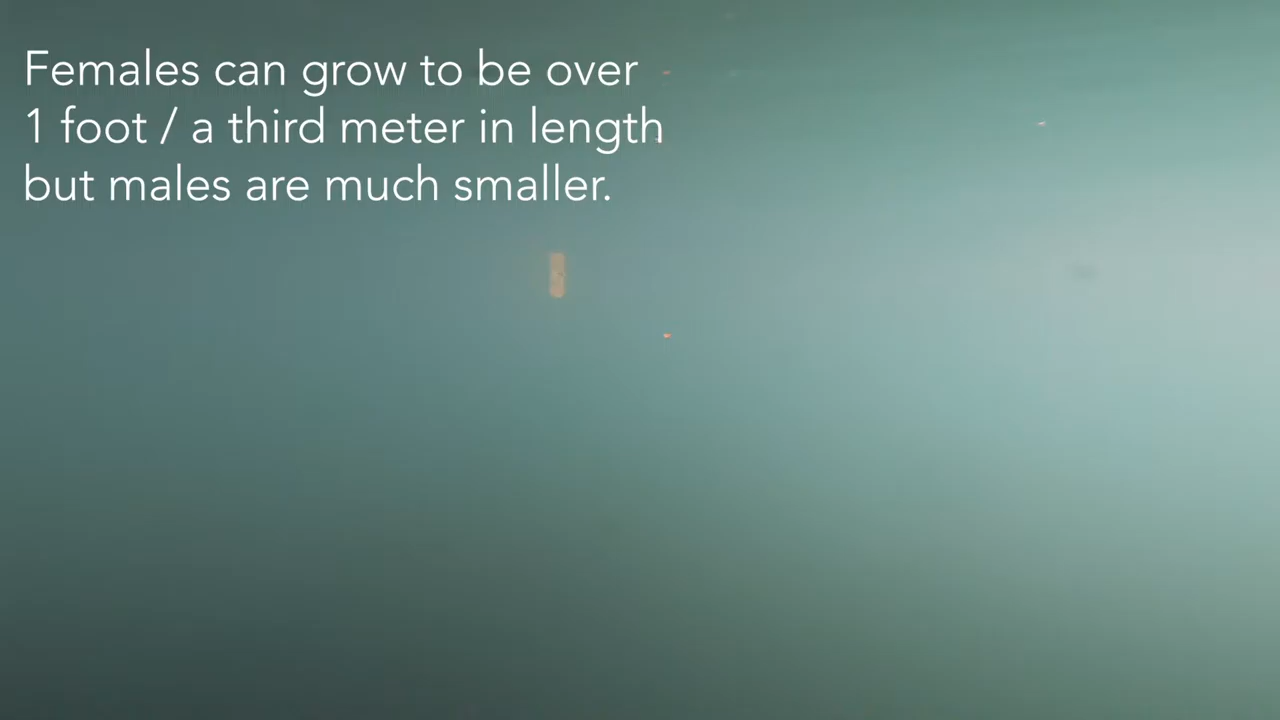 Females can grow to be over
1 foot / a third meter in length
but males are much smaller.